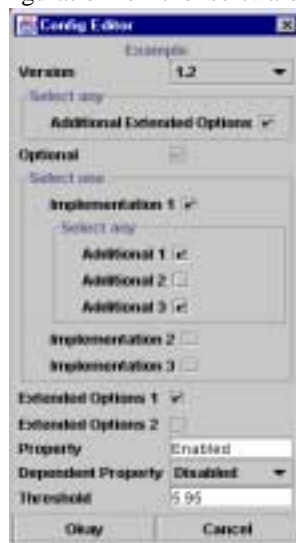 Config Editor
Example
Version 1.2
Select any
Additional Extended Options
Optional
Select one
Implementation 1
Select any
Additional 1
Additional 2
Additional 3
Implementation 2
Implementation 3
Extended Options 1
Extended Options 2
Property Enabled
Dependent Property Disabled
Threshold 5.95
Okay Cancel